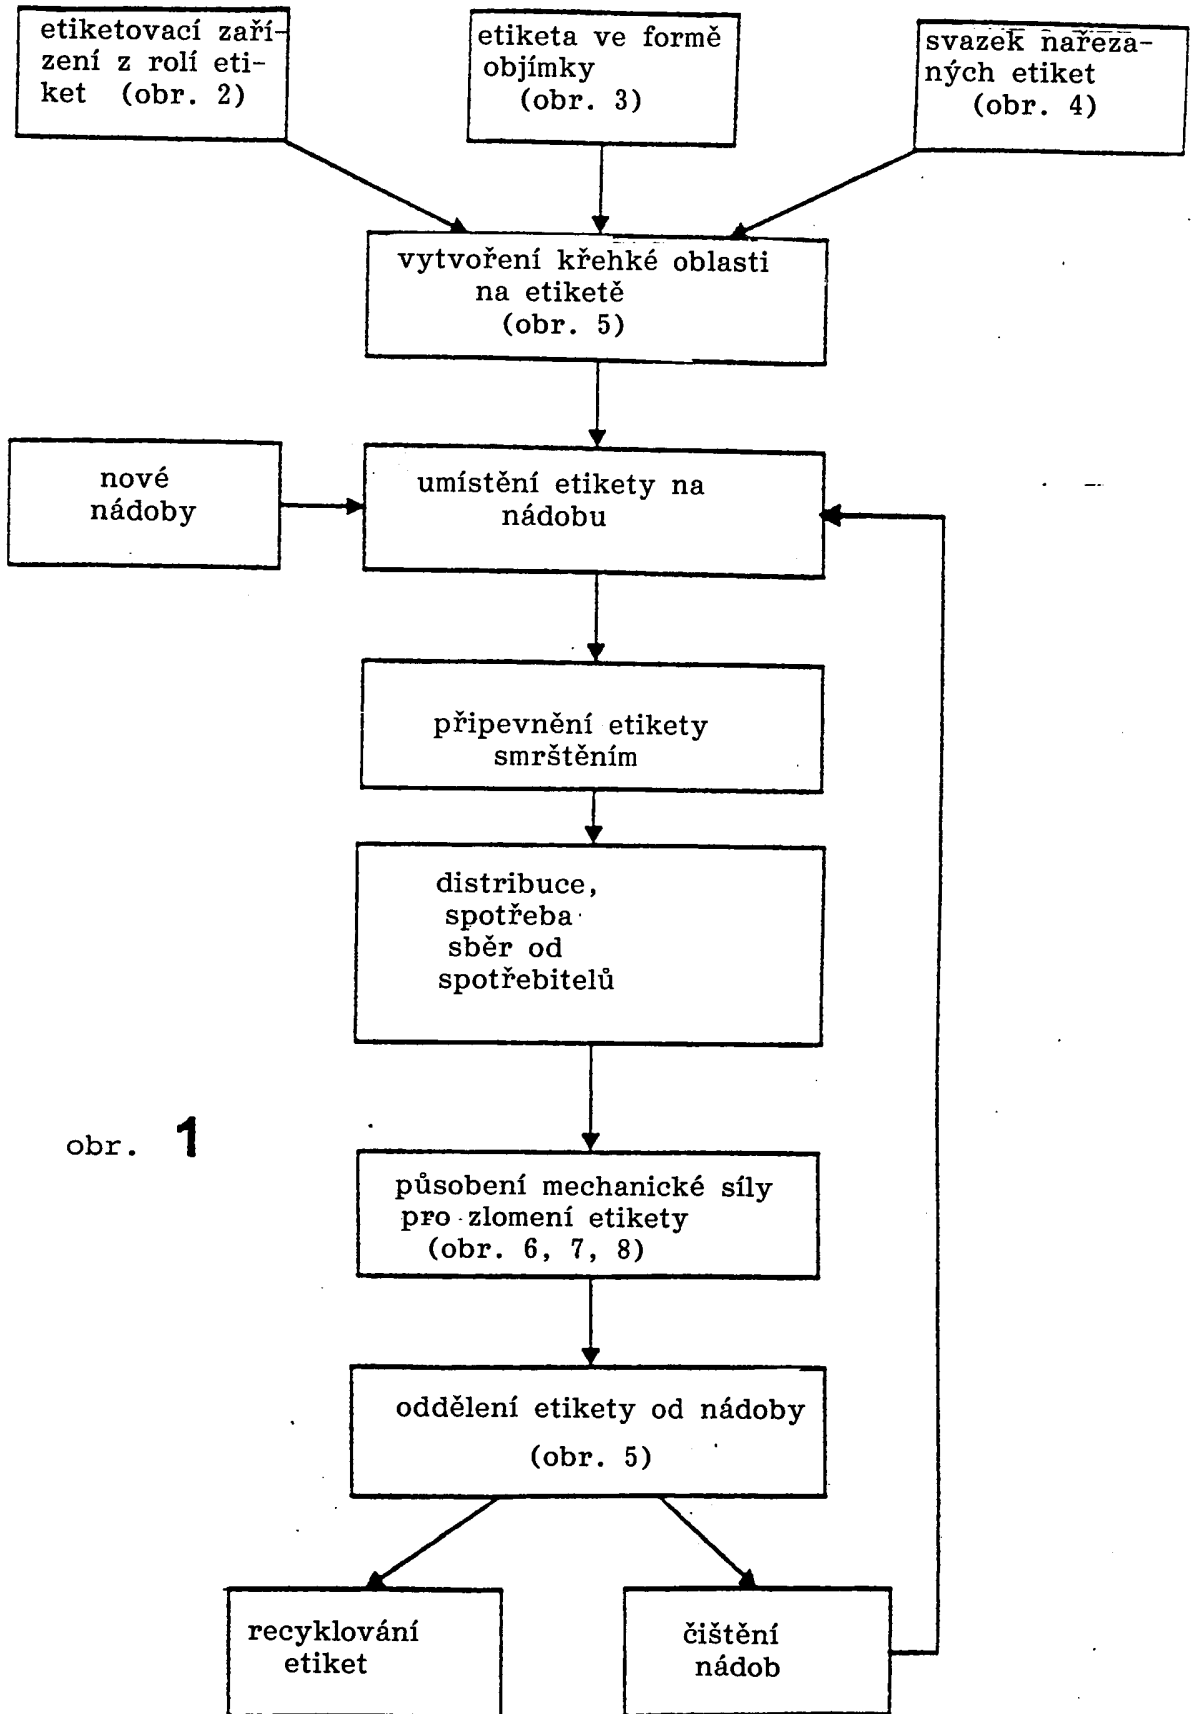 etiketovací zaří-
zení z rolí eti-
ket (obr. 2)
etiketa ve formě
objímky
(obr. 3)
svazek nařeza-
ných etiket
(obr. 4)
vytvoření křehké oblasti
na etiketě
(obr. 5)
nové
nádoby
umístění etikety na
nádobu
připevnění etikety
smrštěním
distribuce,
spotřeba
sběr od
spotřebitelů
obr. 1
působení mechanické síly
pro zlomení etikety
(obr. 6, 7, 8)
oddělení etikety od nádoby
(obr. 5)
recyklování
etiket
čištění
nádob